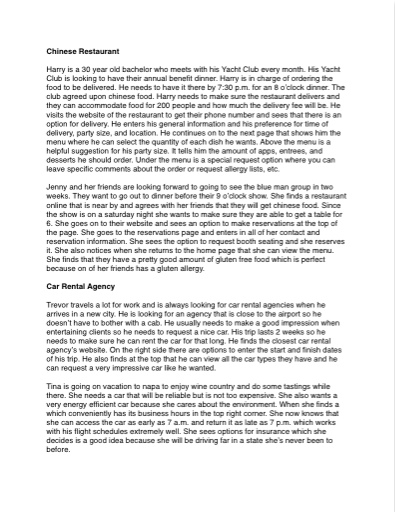 Chinese Restaurant
Harry is a 30 year old bachelor who meets with his Yacht Club every month. His Yacht
Club is looking to have their annual benefit dinner. Harry is in charge of ordering the
food to be delivered. He needs to have it there by 7:30 p.m. for an 8 o'clock dinner. The
club agreed upon chinese food. Harry needs to make sure the restaurant delivers and
they can accommodate food for 200 people and how much the delivery fee will be. He
visits the website of the restaurant to get their phone number and sees that there is an
option for delivery. He enters his general information and his preference for time of
delivery, party size, and location. He continues on to the next page that shows him the
menu where he can select the quantity of each dish he wants. Above the menu is a
helpful suggestion for his party size. It tells him the amount of apps, entrees, and
desserts he should order. Under the menu is a special request option where you can
leave specific comments about the order or request allergy lists, etc.
Jenny and her friends are looking forward to going to see the blue man group in two
weeks. They want to go out to dinner before their 9 o'clock show. She finds a restaurant
online that is near by and agrees with her friends that they will get chinese food. Since
the show is on a saturday night she wants to make sure they are able to get a table for
6. She goes on to their website and sees an option to make reservations at the top of
the page. She goes to the reservations page and enters in all of her contact and
reservation information. She sees the option to request booth seating and she reserves
it. She also notices when she returns to the home page that she can view the menu.
She finds that they have a pretty good amount of gluten free food which is perfect
because on of her friends has a gluten allergy.
Car Rental Agency
Trevor travels a lot for work and is always looking for car rental agencies when he
arrives in a new city. He is looking for an agency that is close to the airport so he
doesn't have to bother with a cab. He usually needs to make a good impression when
entertaining clients so he needs to request a nice car. His trip lasts 2 weeks so he
needs to make sure he can rent the car for that long. He finds the closest car rental
agency's website. On the right side there are options to enter the start and finish dates
of his trip. He also finds at the top that he can view all the car types they have and he
can request a very impressive car like he wanted.
Tina is going on vacation to napa to enjoy wine country and do some tastings while
there. She needs a car that will be reliable but is not too expensive. She also wants a
very energy efficient car because she cares about the environment. When she finds a
which conveniently has its business hours in the top right corner. She now knows that
she can access the car as early as 7 a.m. and return it as late as 7 p.m. which works
with his flight schedules extremely well. She sees options for insurance which she
decides is a good idea because she will be driving far in a state she's never been to
before.